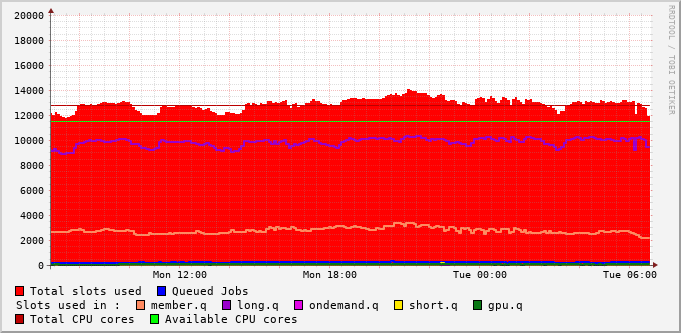 RRDTOOL / TOBI OETIKER
20000
18000
16000
14000
12000
10000
8000
6000
4000
2000
0
Mon 12:00 Mon 18:00 Tue 00:00 Tue 06:00
Total slots used Queued Jobs
Slots used in : member.q long.q ondemand.q short.q gpu.q
Total CPU cores Available CPU cores